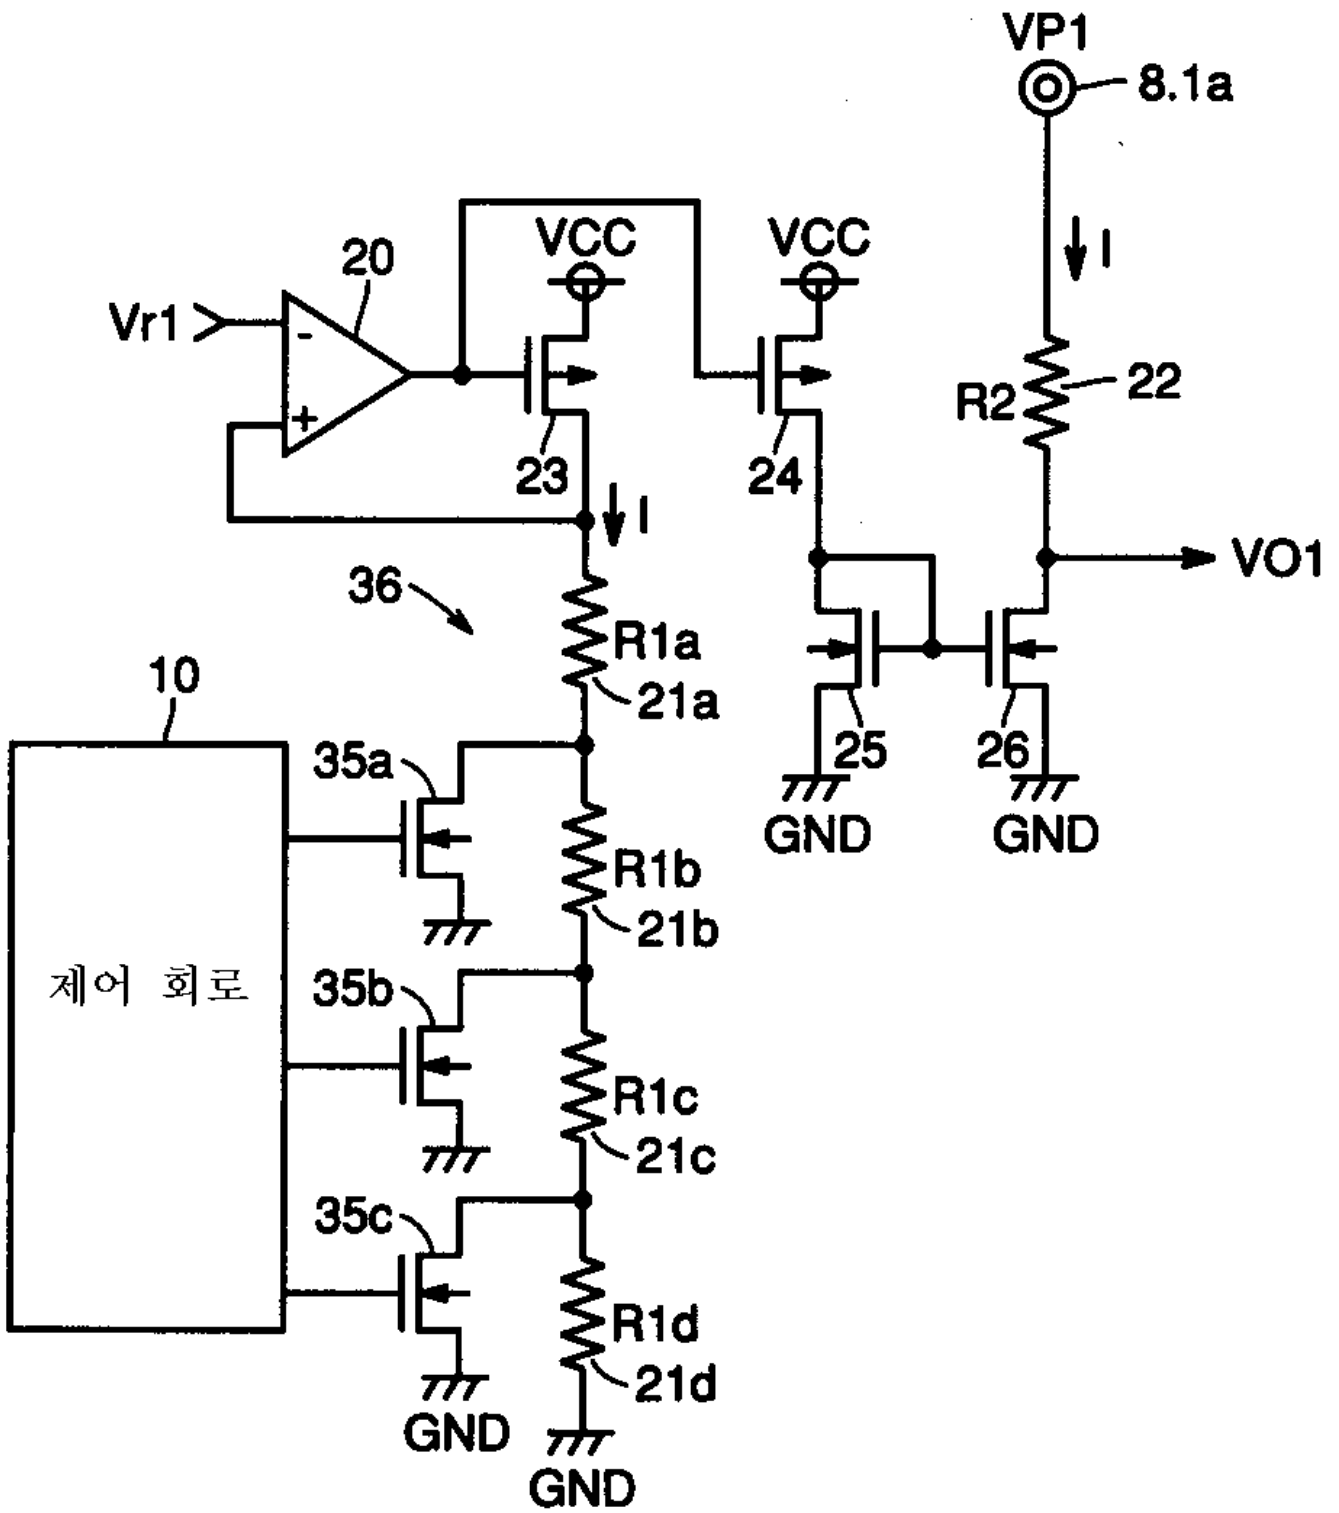 VP1
8.1a
VCC
VCC
I
20
Vr1
-
+
R2
22
23
24
I
VO1
36
R1a
21a
10
35a
25
26
GND
GND
R1b
21b
제어 회로
35b
R1c
21c
35c
R1d
21d
GND
GND